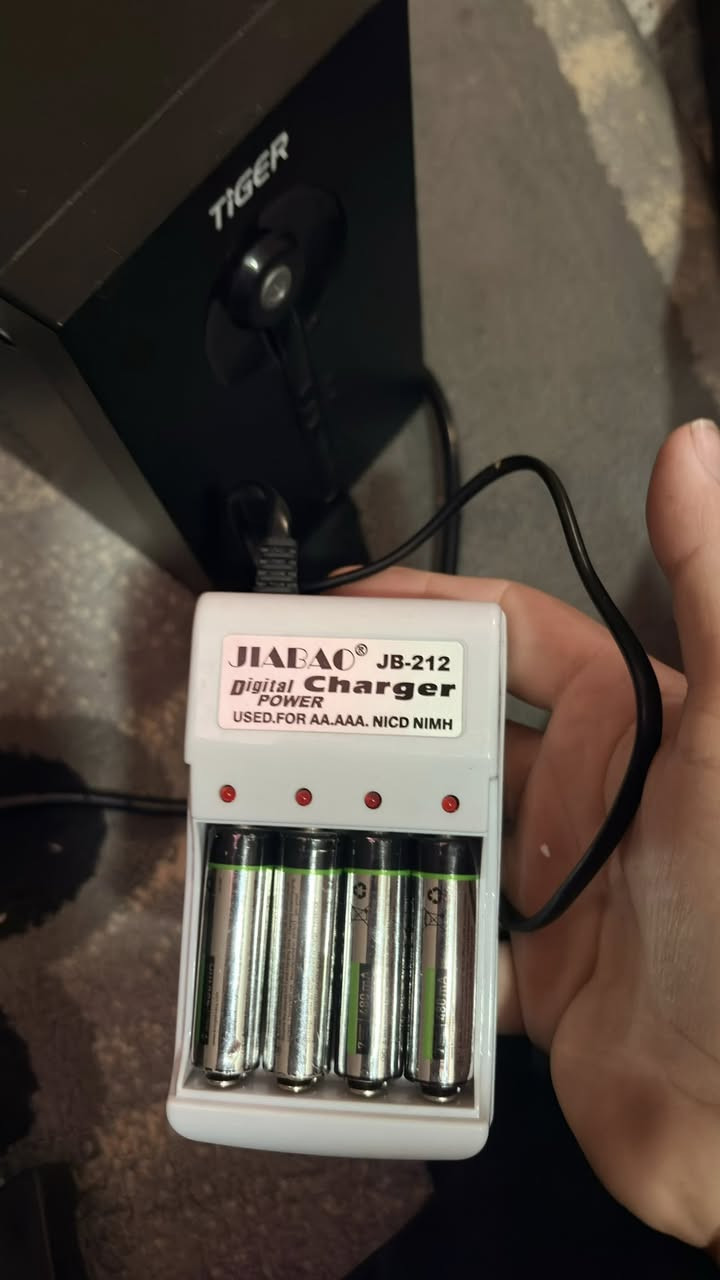 TIGER
JIABAO® JB-212
Digital Charger
POWER
USED.FOR AA.AAA. NICD NIMH